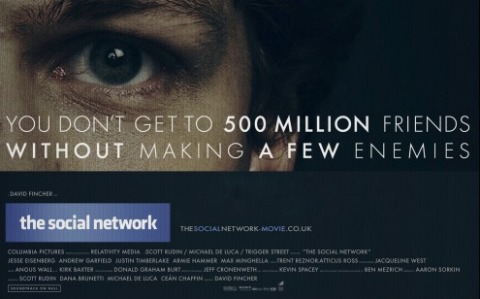 YOU DON'T GET TO 500 MILLION FRIENDS
WITHOUT MAKING A FEW ENEMIES
DAVID FINCHER
the social network
THESOCIALNETWORK-MOVIE.CO.UK
COLUMBIA PICTURES RELATIVITY MEDIA SCOTT RUDIN / MICHAEL DE LUCA / TRIGGER STREET "THE SOCIAL NETWORK"
JESSE EISENBERG ANDREW GARFIELD JUSTIN TIMBERLAKE ARMIE HAMMER MAX MINGHELLA TRENT REZNOR ATTICUS ROSS JACQUELINE WEST
ANGUS WALL KIRK BAXTER DONALD GRAHAM BURT JEFF CRONENWETH KEVIN SPACEY BEN MEZRICH AARON SORKIN
SCOTT RUDIN DANA BRUNETTI MICHAEL DE LUCA CEÁN CHAFFIN DAVID FINCHER